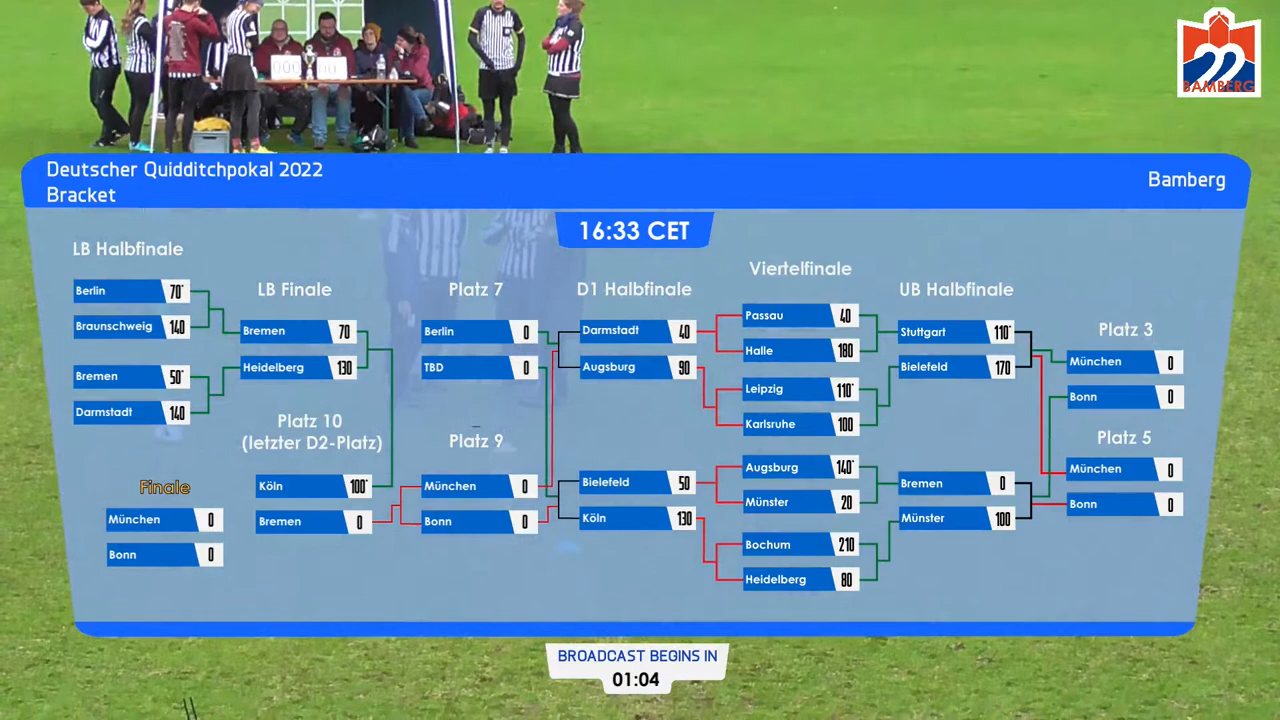 BAMBERG
Deutscher Quidditchpokal 2022
Bracket
Bamberg
16:33 CET
LB Halbfinale
Berlin 70*
Braunschweig 140
Bremen 50*
Darmstadt 140
LB Finale
Bremen 70
Heidelberg 130
Platz 10
(letzter D2-Platz)
Köln 100*
Bremen 0
Finale
München 0
Bonn 0
Platz 7
Berlin 0
TBD 0
Platz 9
München 0
Bonn 0
D1 Halbfinale
Darmstadt 40
Augsburg 90
Bielefeld 50
Köln 130
Viertelfinale
Passau 40
Halle 180
Leipzig 110*
Karlsruhe 100
Augsburg 140*
Münster 20
Bochum 210
Heidelberg 80
UB Halbfinale
Stuttgart 110*
Bielefeld 170
Bremen 0
Münster 100
Platz 3
München 0
Bonn 0
Platz 5
München 0
Bonn 0
BROADCAST BEGINS IN
01:04